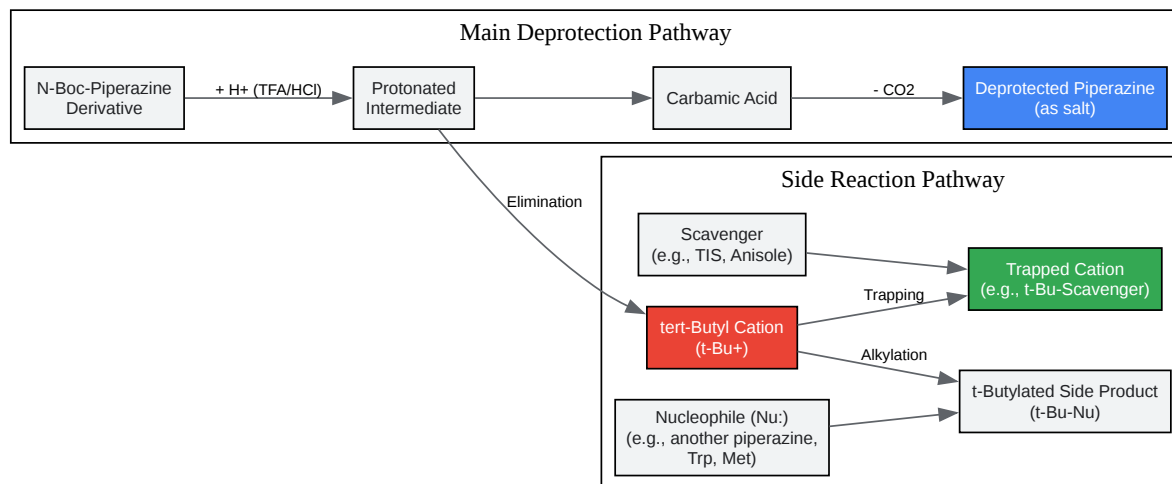 Main Deprotection Pathway
N-Boc-Piperazine
Derivative
+ H+ (TFA/HCl)
Protonated
Intermediate
Carbamic Acid
- CO2
Deprotected Piperazine
(as salt)
Elimination
Side Reaction Pathway
Scavenger
(e.g., TIS, Anisole)
Trapped Cation
(e.g., t-Bu-Scavenger)
Trapping
tert-Butyl Cation
(t-Bu+)
Alkylation
t-Butylated Side Product
(t-Bu-Nu)
Nucleophile (Nu:)
(e.g., another piperazine,
Trp, Met)